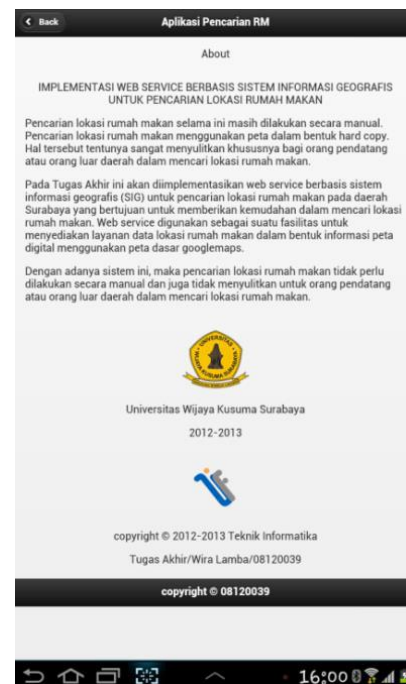 Back
Aplikasi Pencarian RM
About
IMPLEMENTASI WEB SERVICE BERBASIS SISTEM INFORMASI GEOGRAFIS
UNTUK PENCARIAN LOKASI RUMAH MAKAN
Pencarian lokasi rumah makan selama ini masih dilakukan secara manual.
Pencarian lokasi rumah makan menggunakan peta dalam bentuk hard copy.
Hal tersebut tentunya sangat menyulitkan khususnya bagi orang pendatang
atau orang luar daerah dalam mencari lokasi rumah makan.
Pada Tugas Akhir ini akan diimplementasikan web service berbasis sistem
informasi geografis (SIG) untuk pencarian lokasi rumah makan pada daerah
Surabaya yang bertujuan untuk memberikan kemudahan dalam mencari lokasi
rumah makan. Web service digunakan sebagai suatu fasilitas untuk
menyediakan layanan data lokasi rumah makan dalam bentuk informasi peta
digital menggunakan peta dasar googlemaps.
Dengan adanya sistem ini, maka pencarian lokasi rumah makan tidak perlu
dilakukan secara manual dan juga tidak menyulitkan untuk orang pendatang
atau orang luar daerah dalam mencari lokasi rumah makan.
UNIVERSITAS
WIJAYA KUSUMA SURABAYA
Universitas Wijaya Kusuma Surabaya
2012-2013
copyright © 2012-2013 Teknik Informatika
Tugas Akhir/Wira Lamba/08120039
copyright © 08120039
16:00